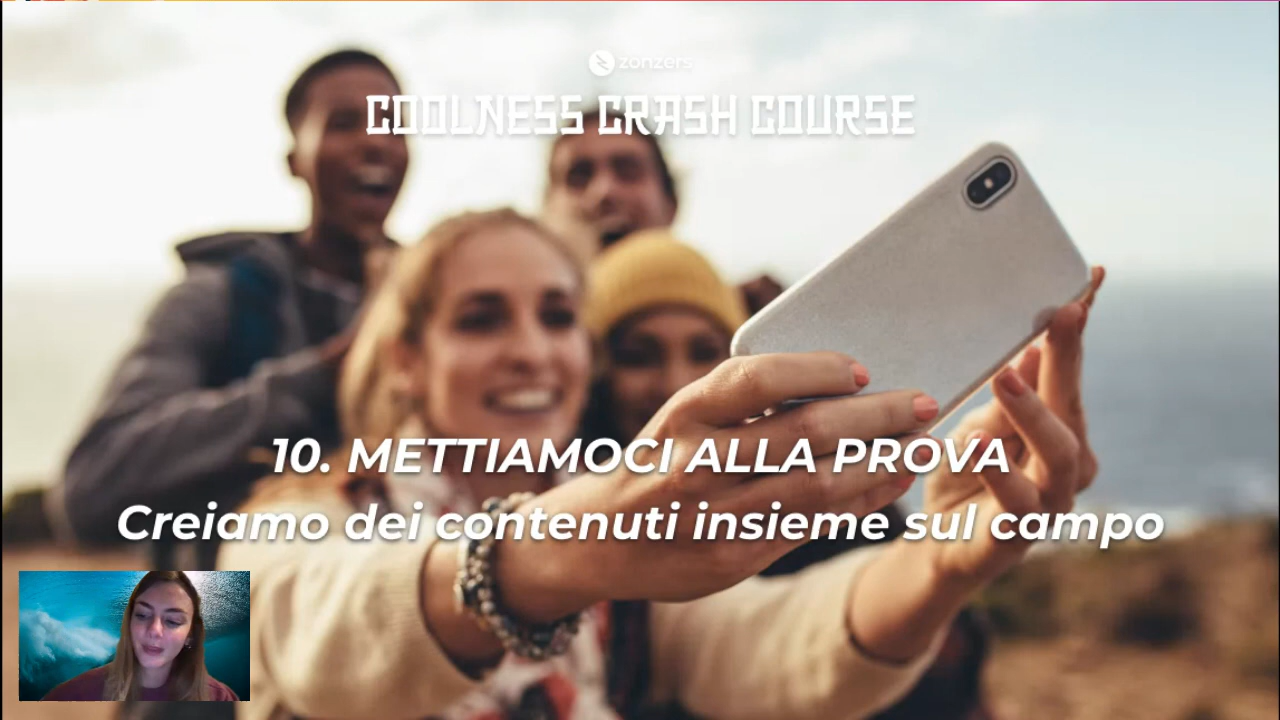 zonzers
COOLNESS CRASH COURSE
10. METTIAMOCI ALLA PROVA
Creiamo dei contenuti insieme sul campo